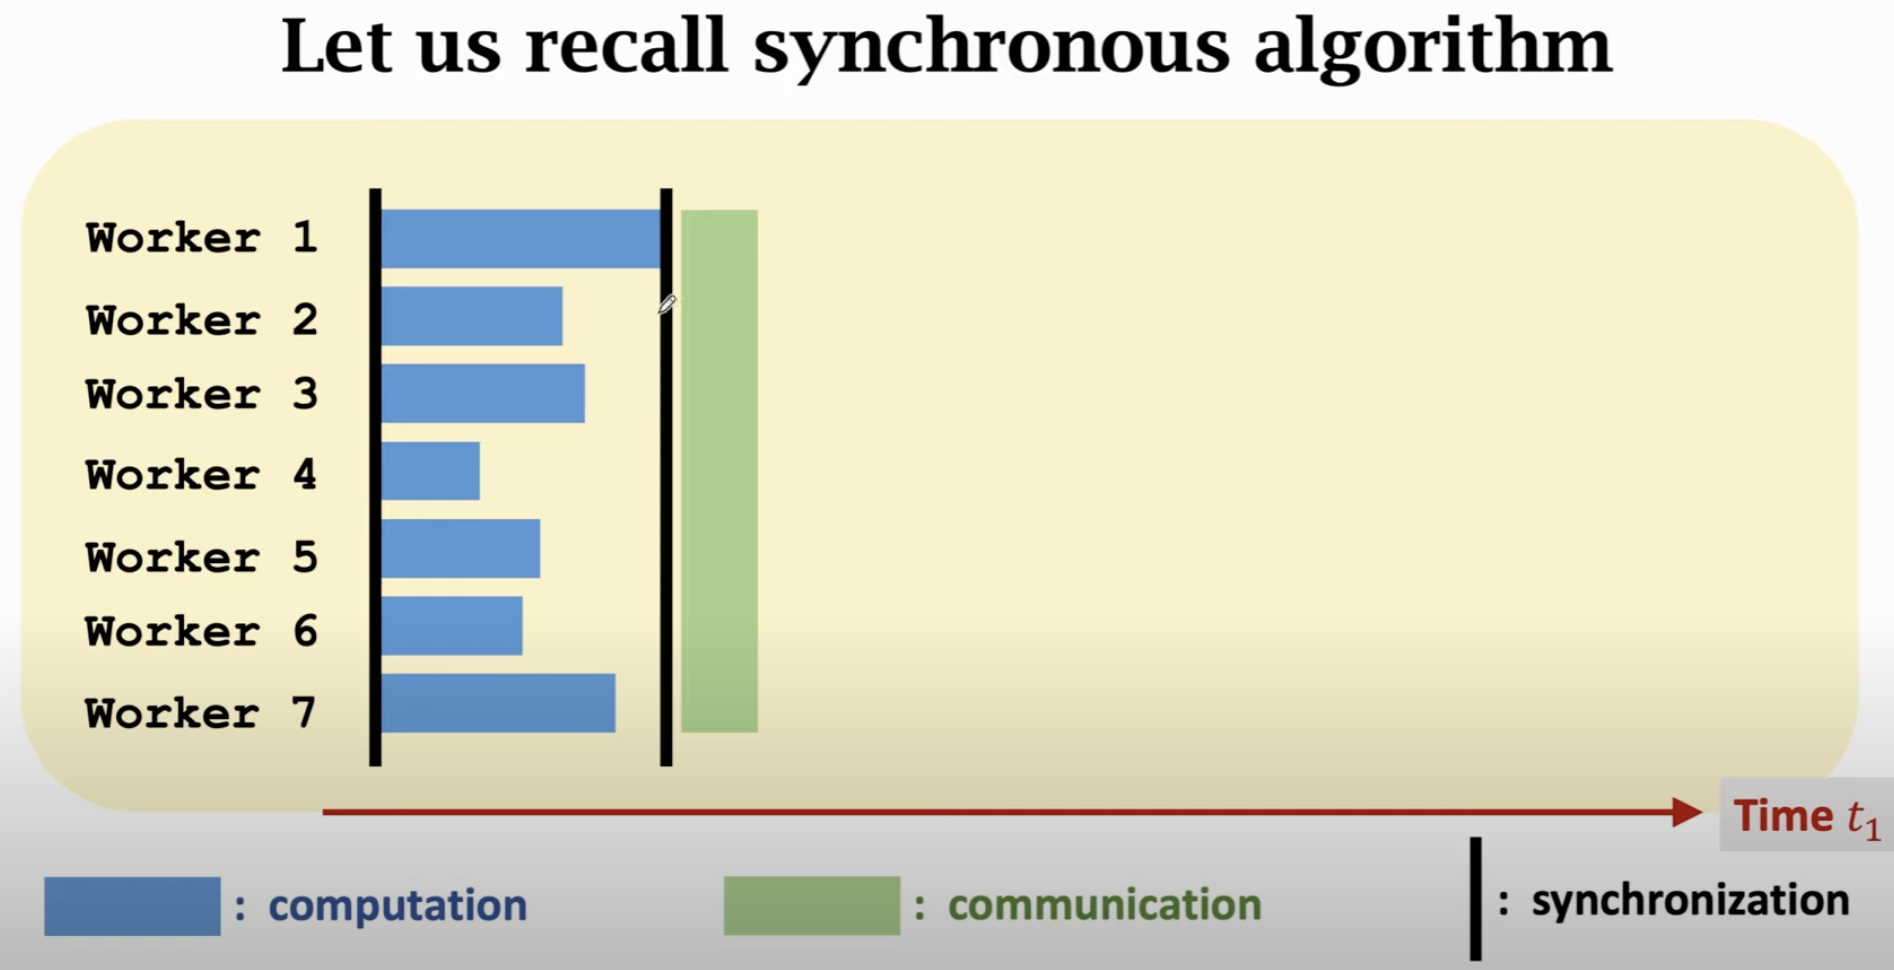 Let us recall synchronous algorithm
Worker 1
Worker 2
Worker 3
Worker 4
Worker 5
Worker 6
Worker 7
Time t₁
: computation
: communication
: synchronization